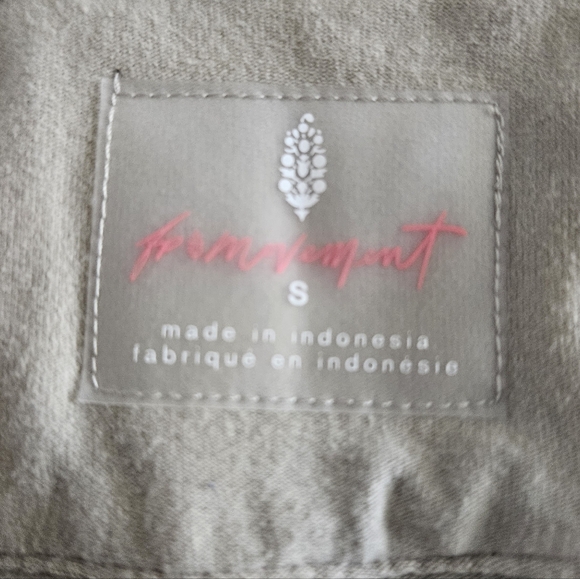 fpmovement
S
made in indonesia
fabriqué en indonésie